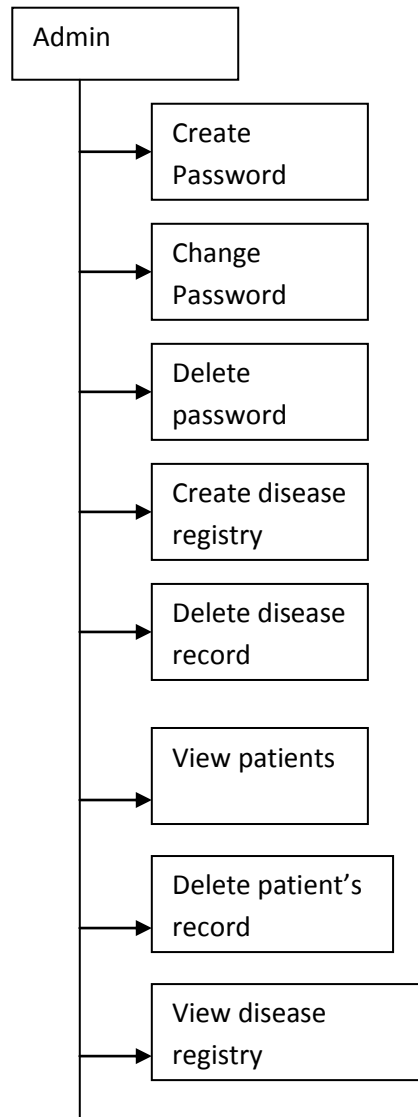 Admin
Create
Password
Change
Password
Delete
password
Create disease
registry
Delete disease
record
View patients
Delete patient’s
record
View disease
registry